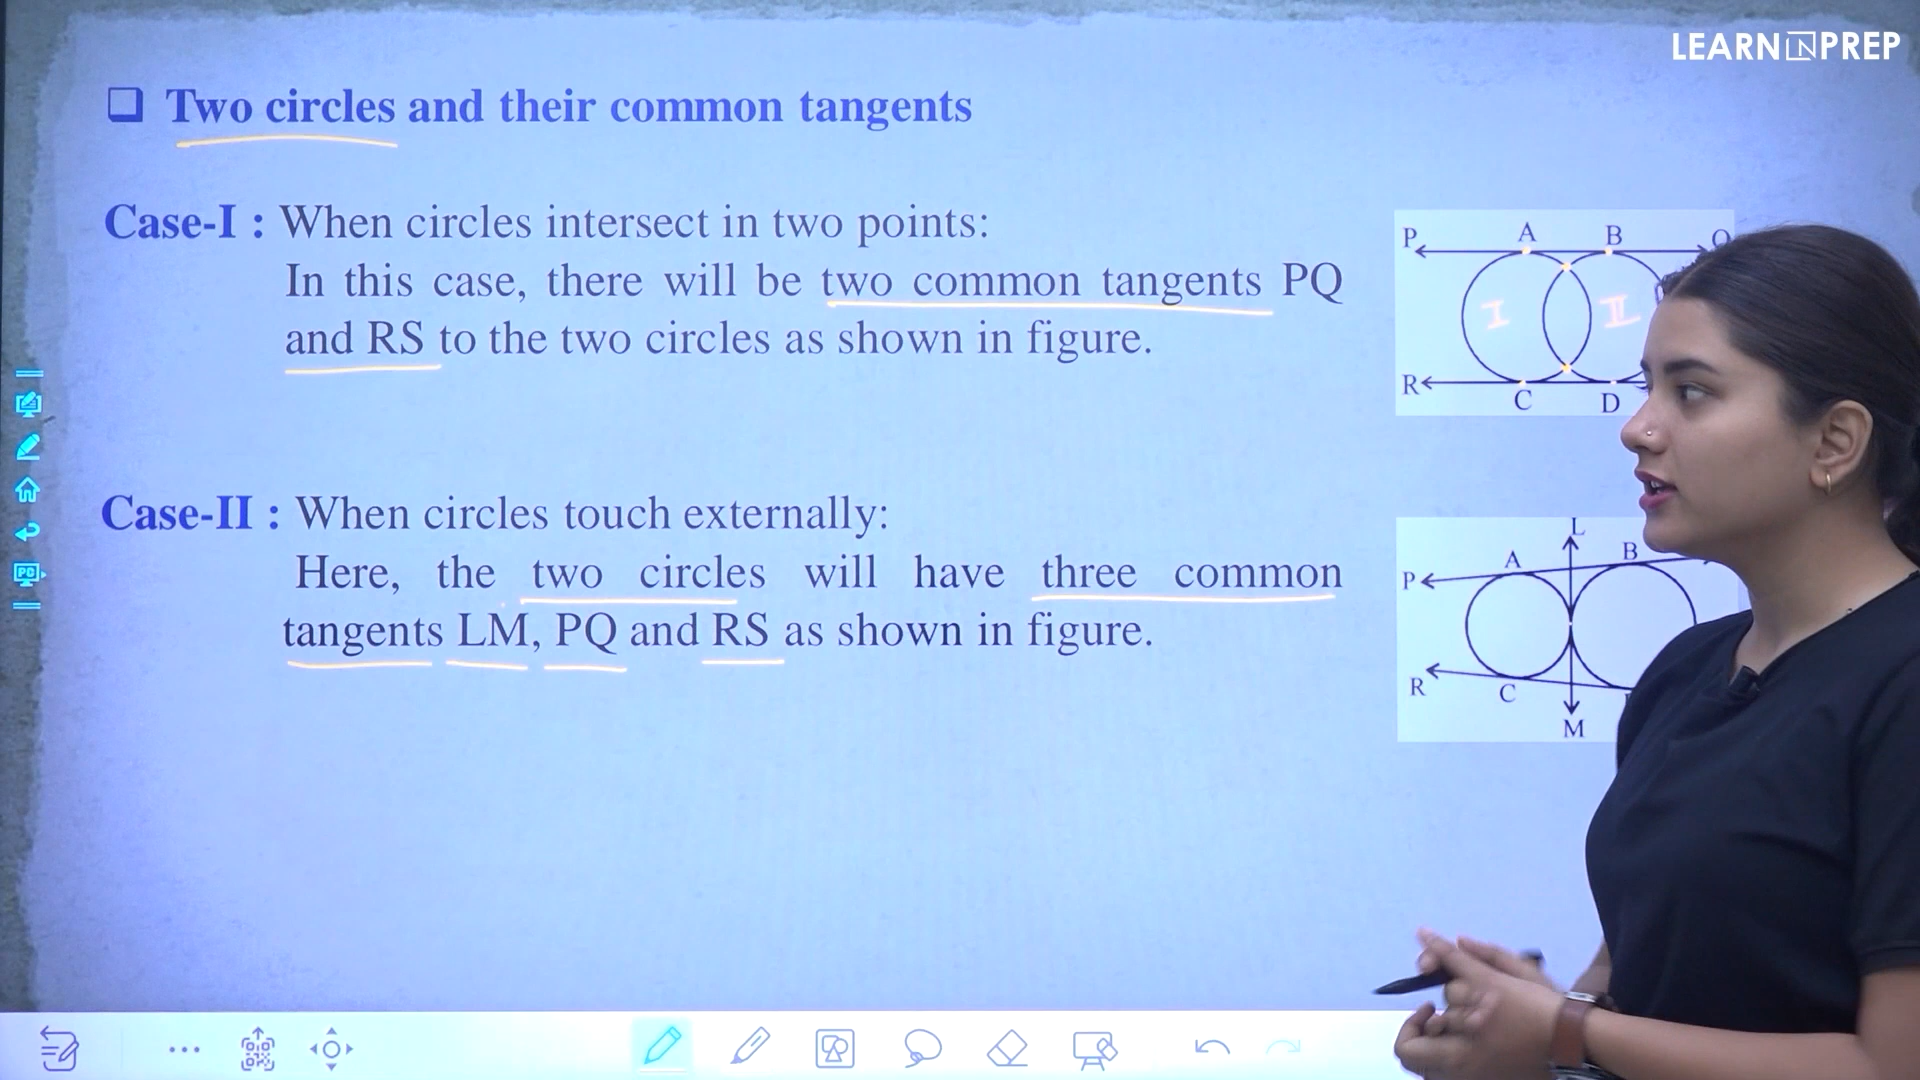 LEARN INPREP
Two circles and their common tangents
Case-I : When circles intersect in two points:
In this case, there will be two common tangents PQ
and RS to the two circles as shown in figure.
P A B Q
I II
R C D
Case-II : When circles touch externally:
Here, the two circles will have three common
tangents LM, PQ and RS as shown in figure.
L
P A B
R C
M